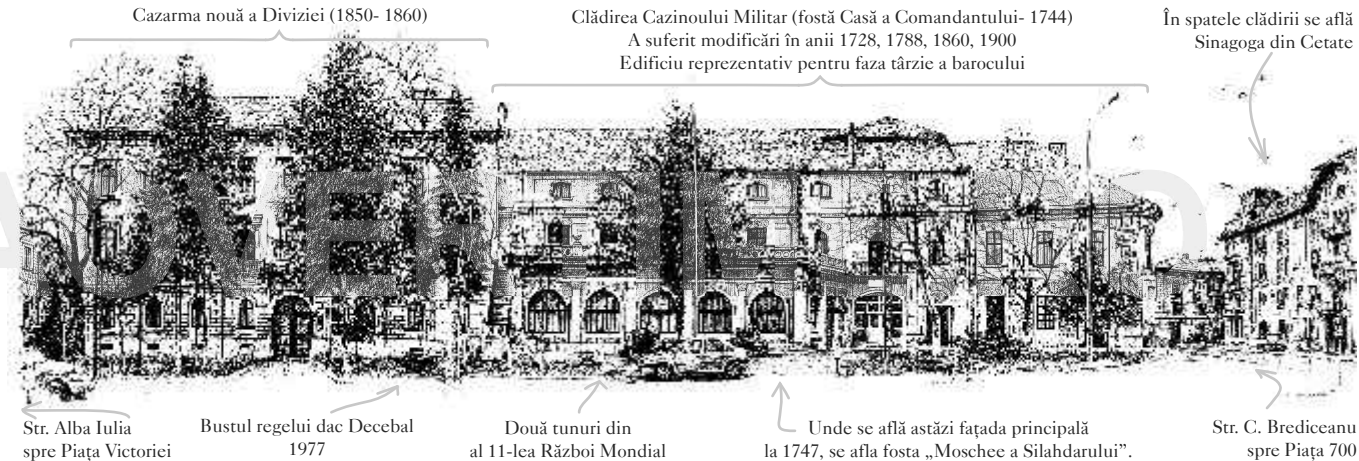 Cazarma nouă a Diviziei (1850- 1860)
Clădirea Cazinoului Militar (fostă Casă a Comandantului- 1744)
A suferit modificări în anii 1728, 1788, 1860, 1900
Edificiu reprezentativ pentru faza târzie a barocului
În spatele clădirii se află
Sinagoga din Cetate
Str. Alba Iulia
spre Piața Victoriei
Bustul regelui dac Decebal
1977
Două tunuri din
al 11-lea Război Mondial
Unde se află astăzi fațada principală
la 1747, se afla fosta „Moschee a Silahdarului”.
Str. C. Brediceanu
spre Piața 700